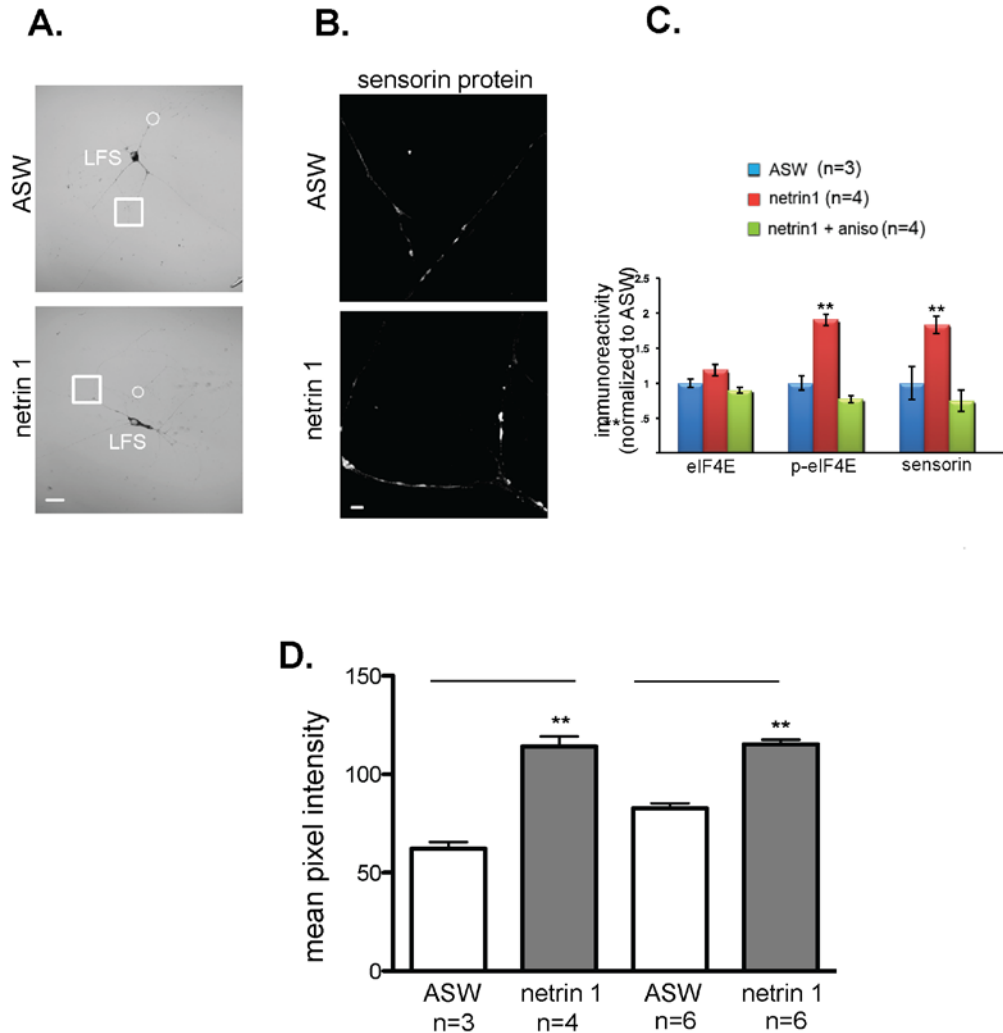 A.
B.
C.
sensorin protein
ASW
LFS
netrin 1
LFS
ASW
netrin 1
ASW (n=3)
netrin1 (n=4)
netrin1 + aniso (n=4)
immunoreactivity
(normalized to ASW)
*
2.5
2
1.5
1
.5
**
**
eIF4E
p-eIF4E
sensorin
D.
mean pixel intensity
150
100
50
0
**
**
ASW
n=3
netrin 1
n=4
ASW
n=6
netrin 1
n=6